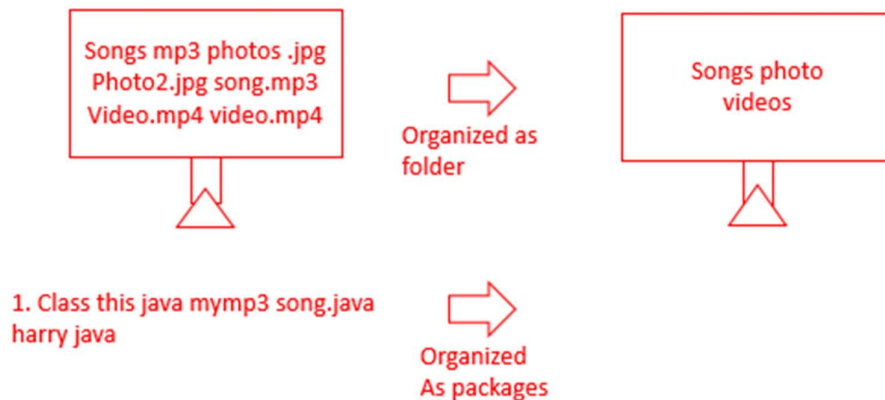 Songs mp3 photos .jpg
Photo2.jpg song.mp3
Video.mp4 video.mp4
Organized as
folder
Songs photo
videos
1. Class this java mymp3 song.java
harry java
Organized
As packages